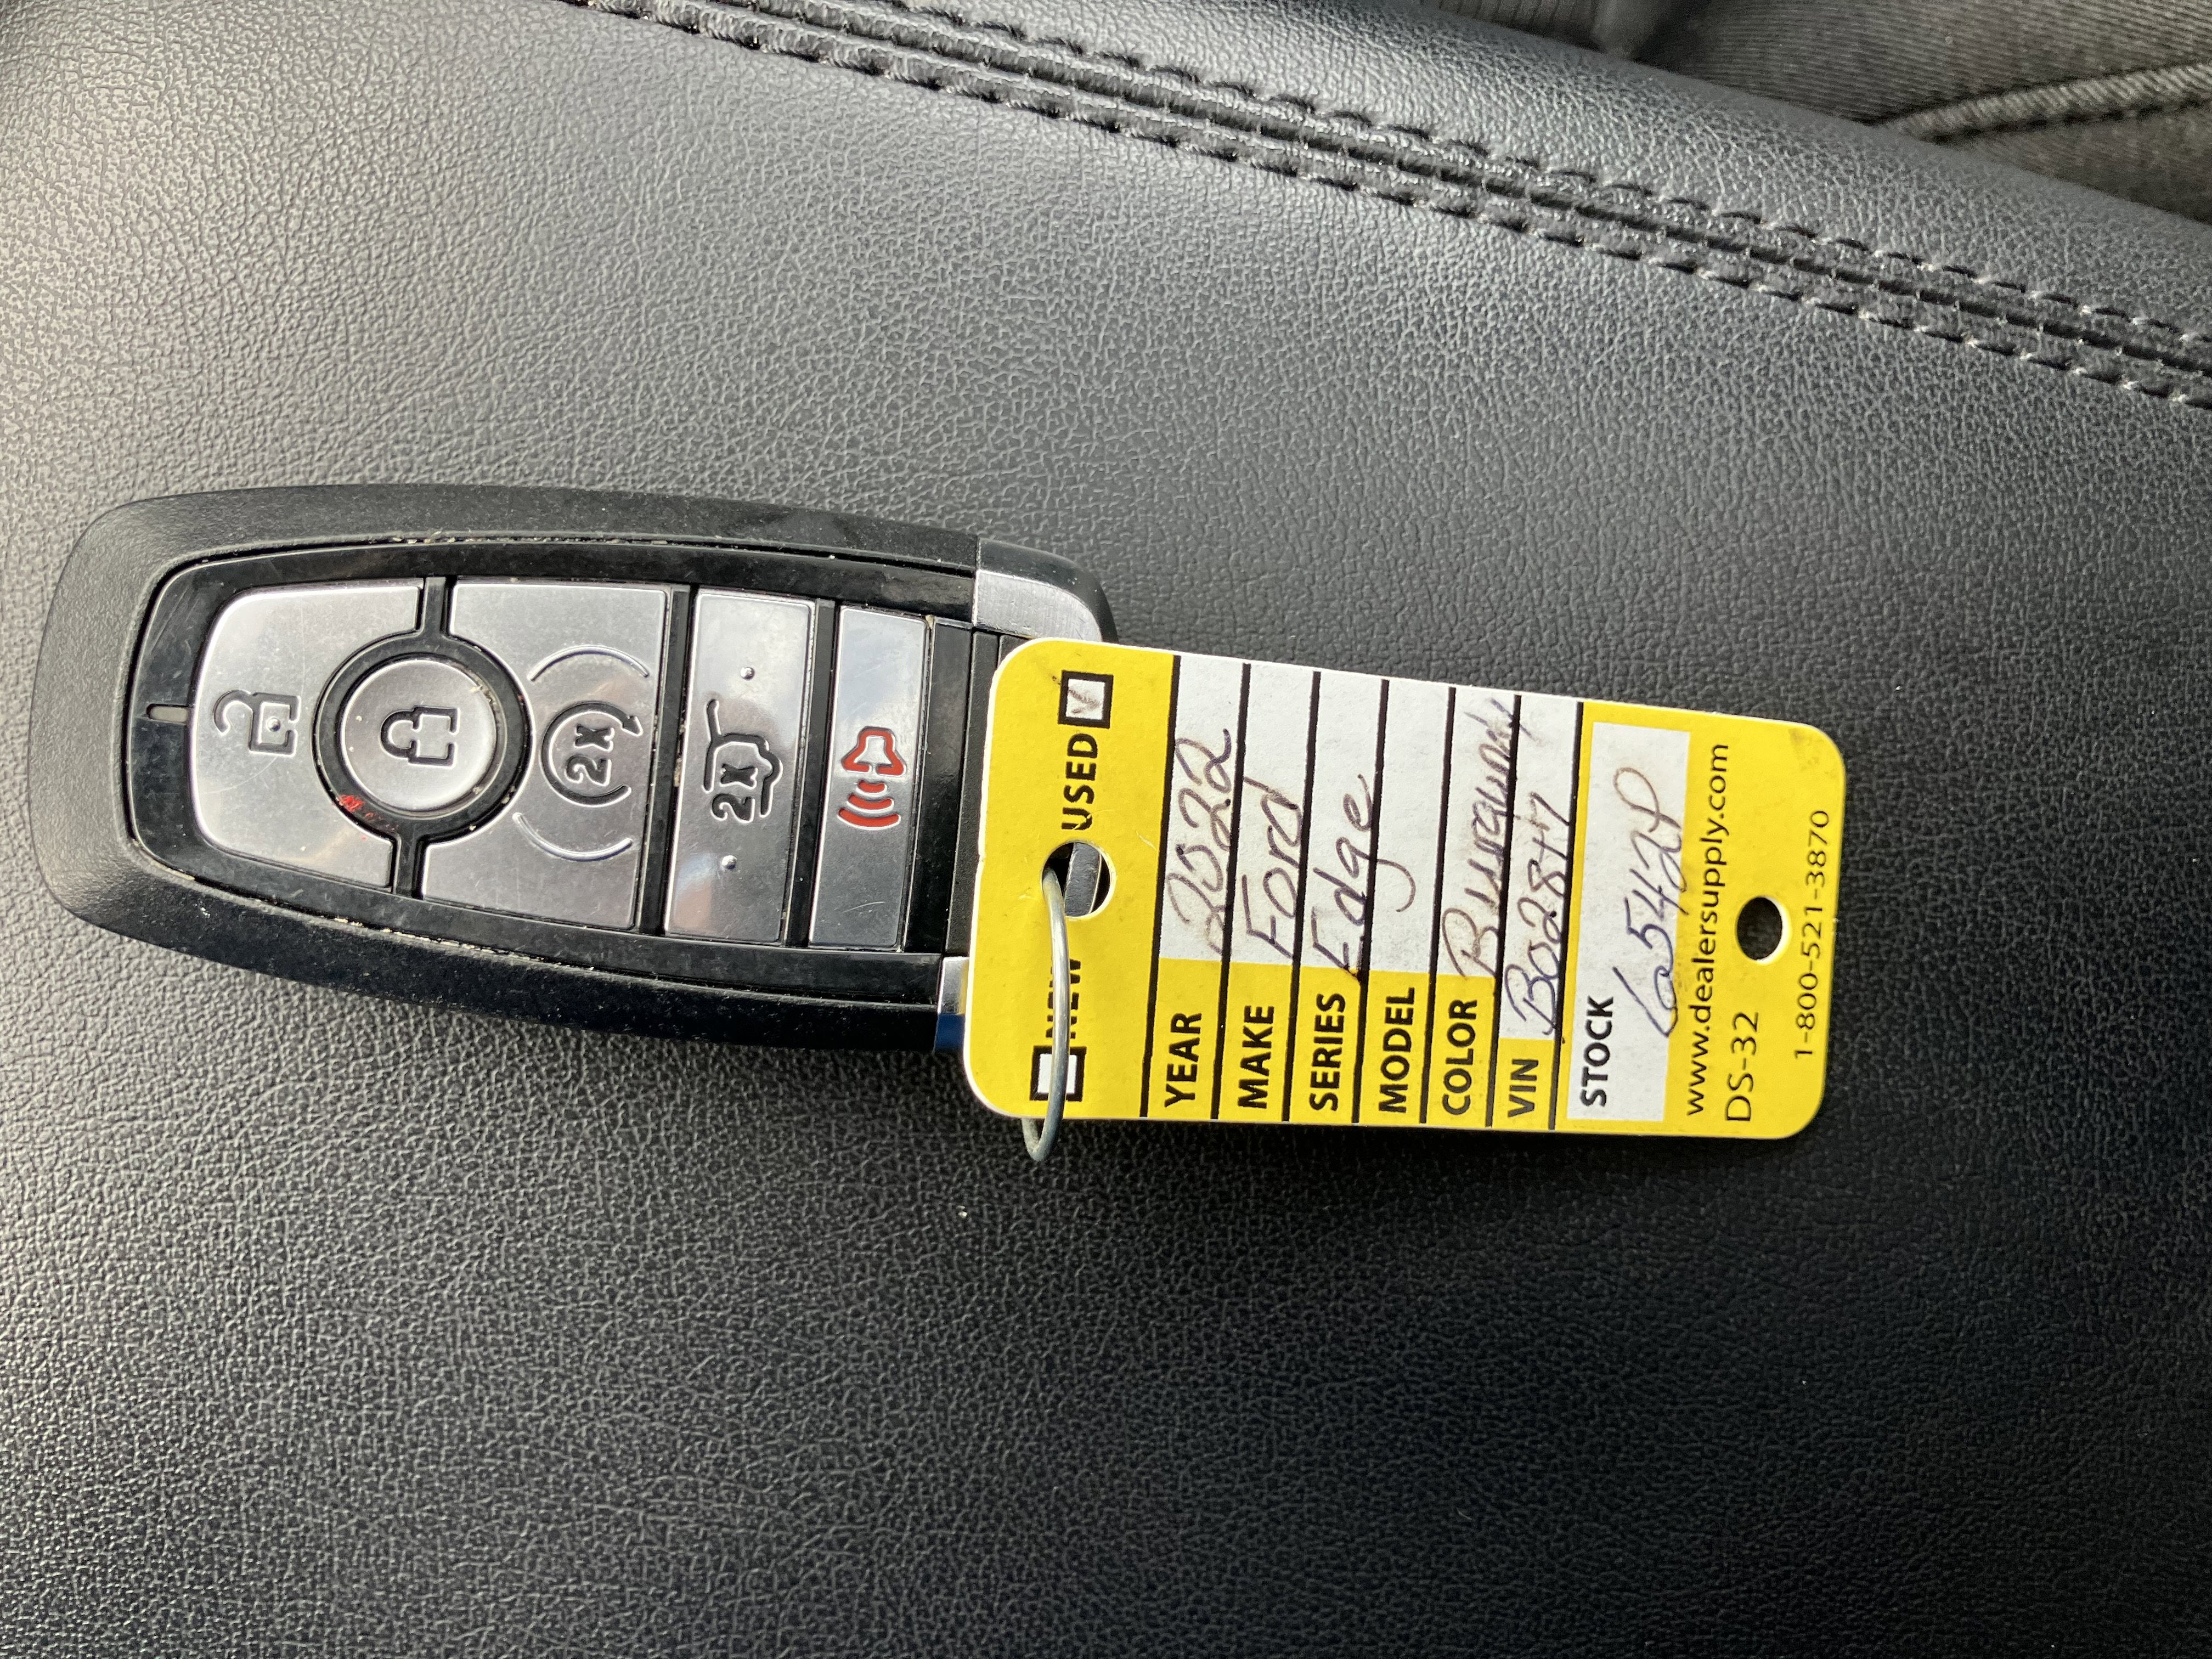 NEW USED
YEAR 2022
MAKE Ford
SERIES Edge
MODEL
COLOR Burgundy
VIN
STOCK 6542P
www.dealersupply.com
DS-32
1-800-521-3870
2X
2X